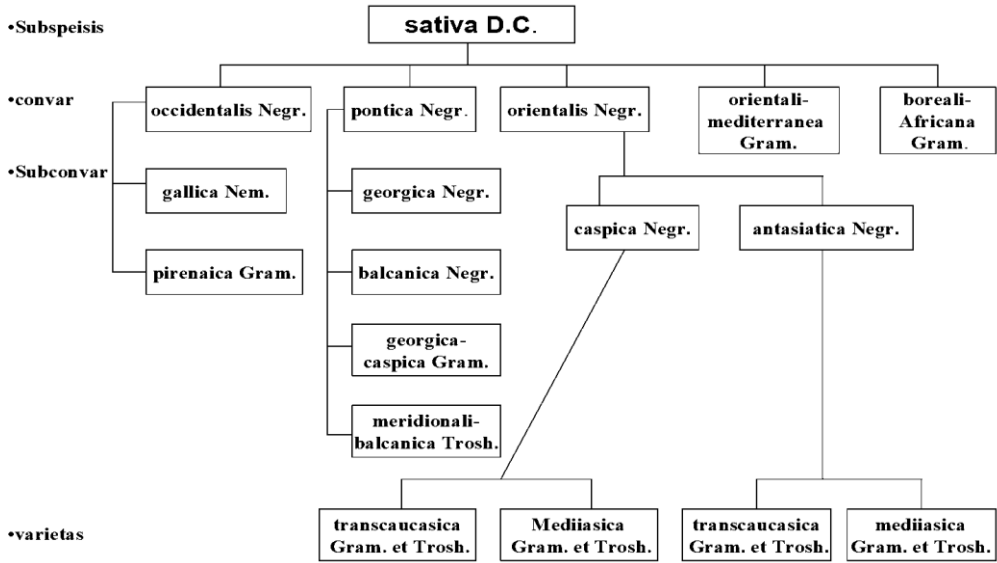 •Subspeisis
sativa D.C.
•convar
occidentalis Negr.
pontica Negr.
orientalis Negr.
orientali-
mediterranea
Gram.
boreali-
Africana
Gram.
•Subconvar
gallica Nem.
georgica Negr.
caspica Negr.
antasiatica Negr.
pirenaica Gram.
balcanica Negr.
georgica-
caspica Gram.
meridionali-
balcanica Trosh.
•varietas
transcaucasica
Gram. et Trosh.
Mediiasica
Gram. et Trosh.
transcaucasica
Gram. et Trosh.
mediiasica
Gram. et Trosh.